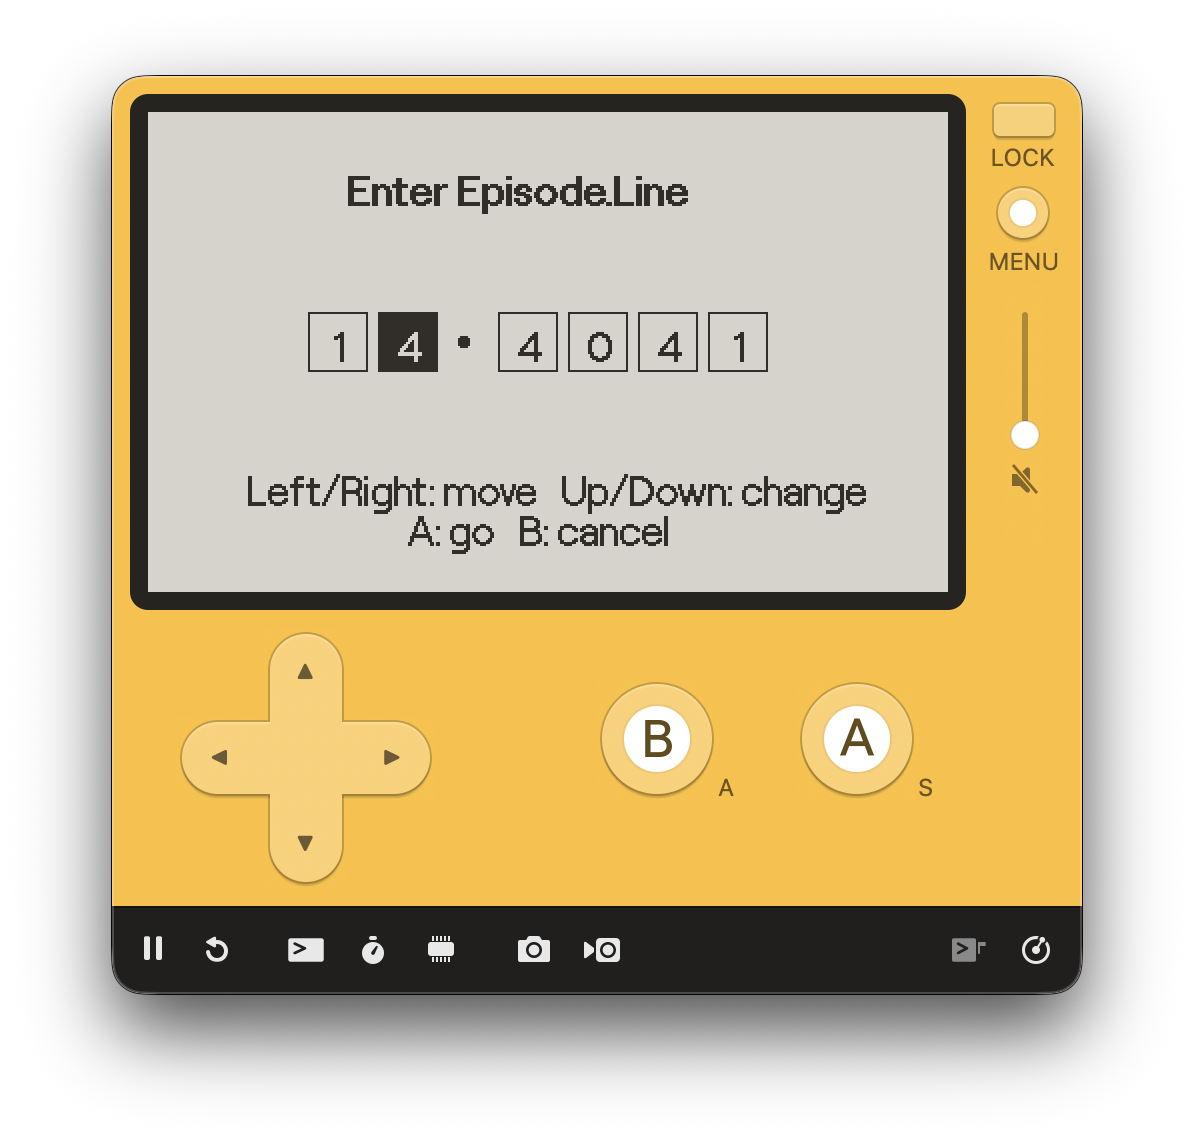 Enter Episode.Line
1 4 . 4 0 4 1
Left/Right: move Up/Down: change
A: go B: cancel
LOCK
MENU
B A
A S